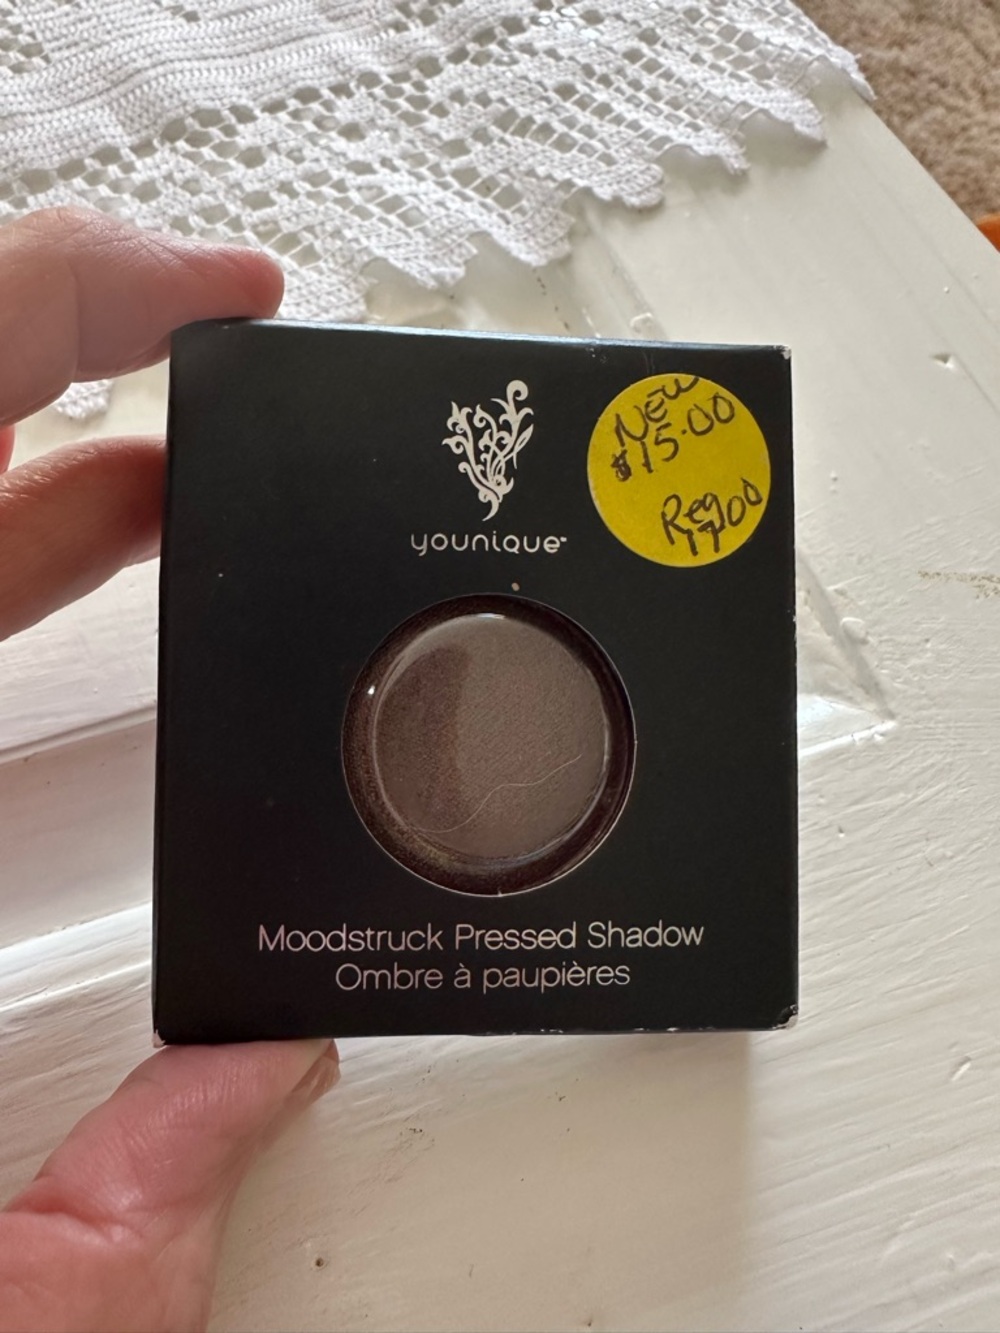 NEW
$15.00
Reg
17.00
younique
Moodstruck Pressed Shadow
Ombre à paupières